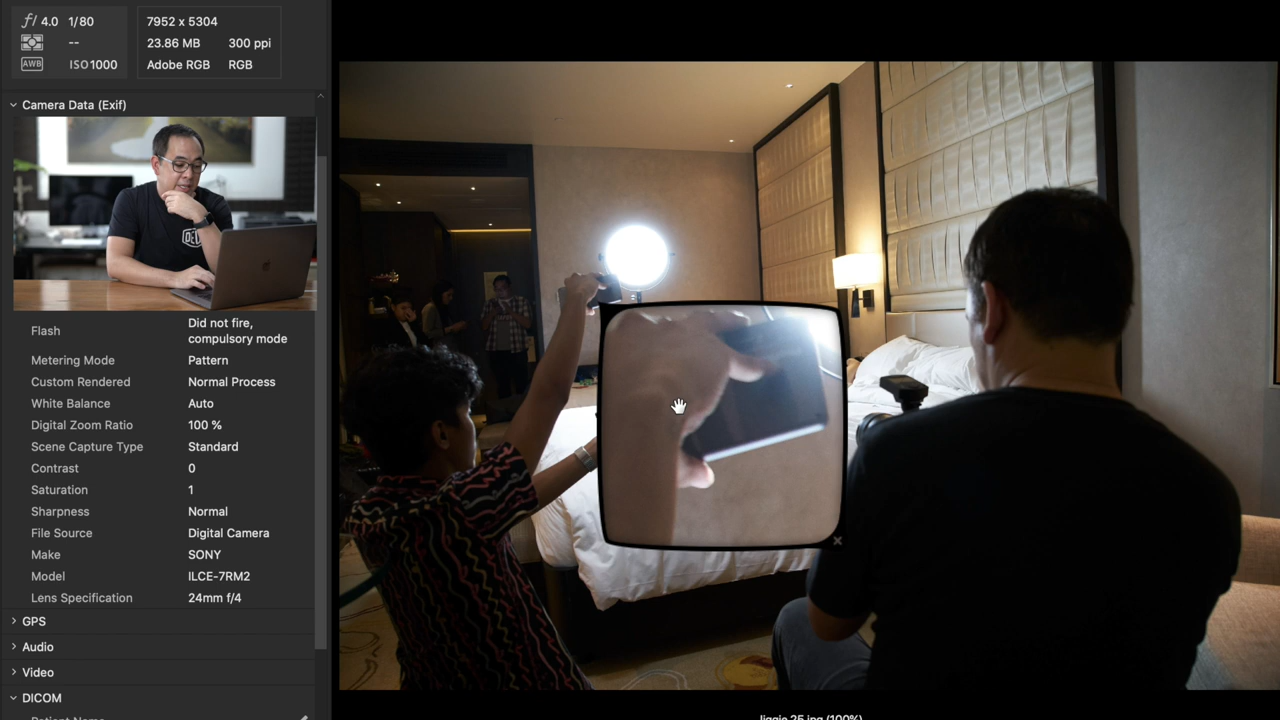 ƒ/ 4.0 1/80
--
AWB ISO1000
7952 x 5304
23.86 MB 300 ppi
Adobe RGB RGB
Camera Data (Exif)
Flash Did not fire, compulsory mode
Metering Mode Pattern
Custom Rendered Normal Process
White Balance Auto
Digital Zoom Ratio 100 %
Scene Capture Type Standard
Contrast 0
Saturation 1
Sharpness Normal
File Source Digital Camera
Make SONY
Model ILCE-7RM2
Lens Specification 24mm f/4
GPS
Audio
Video
DICOM
Patient Name